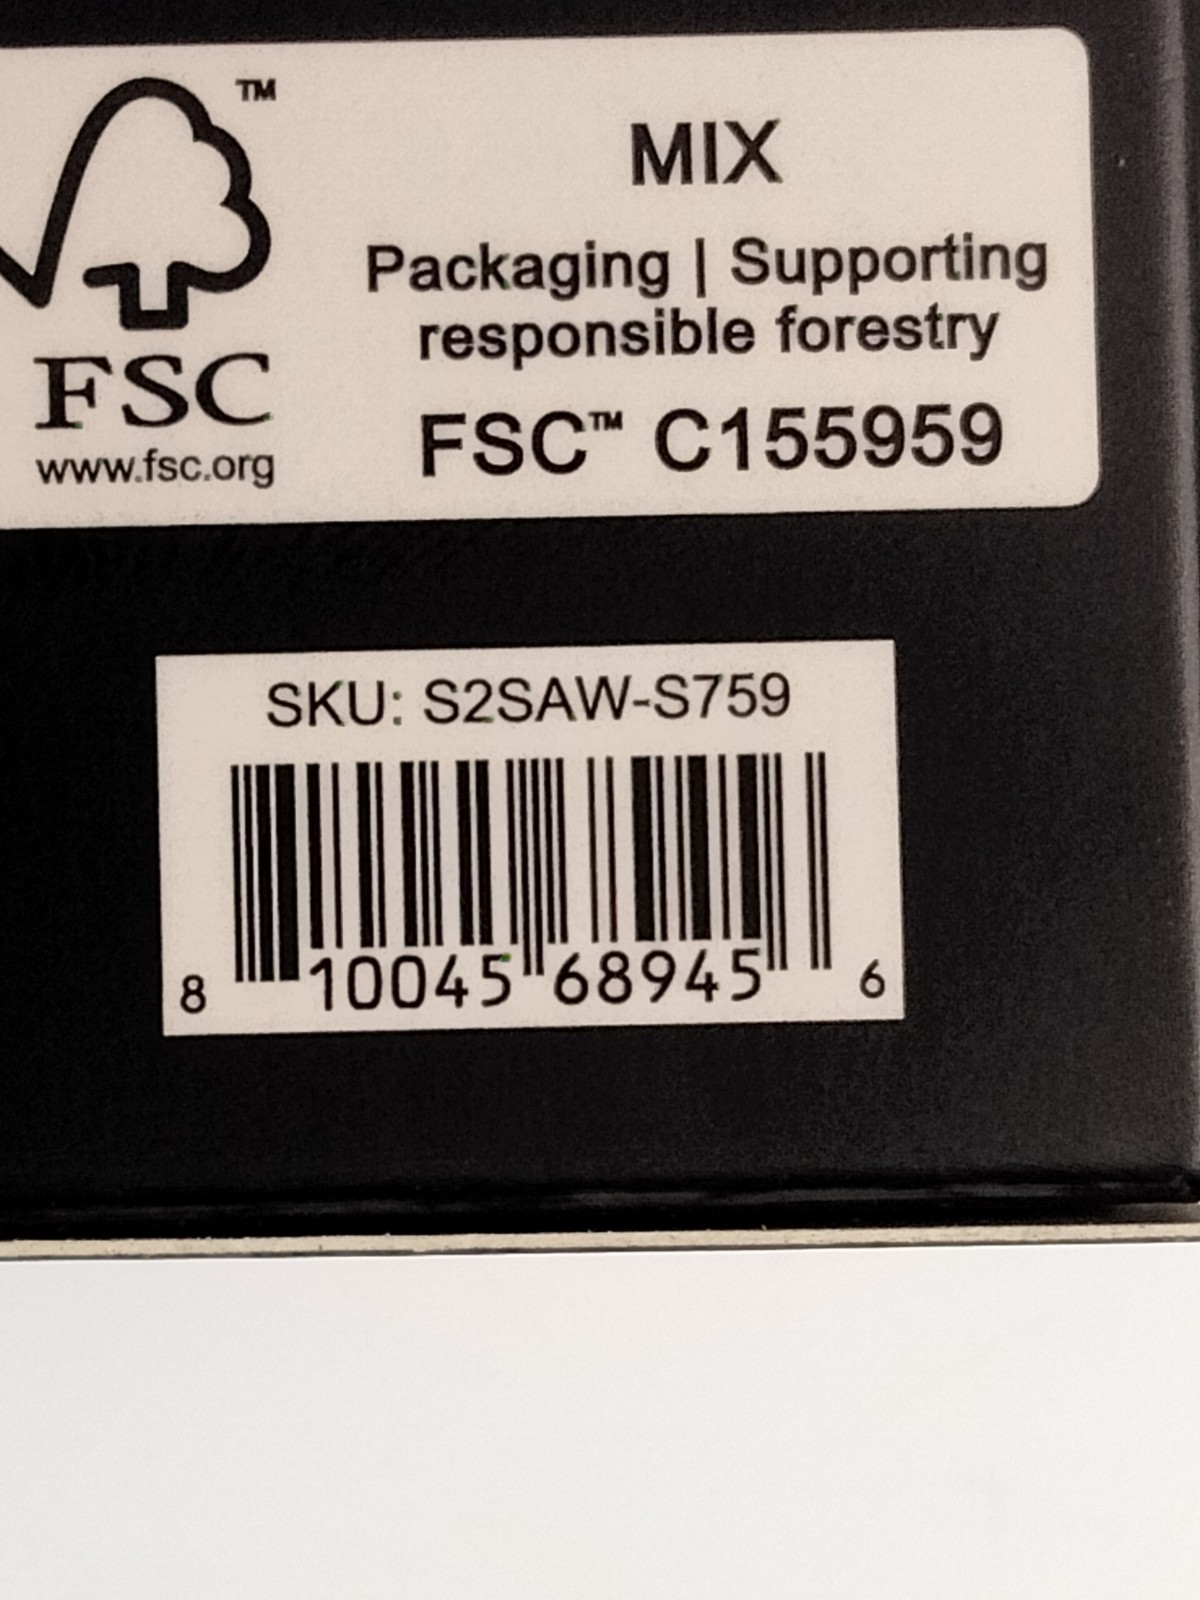 TM
MIX
Packaging | Supporting
responsible forestry
FSC™ C155959
FSC
www.fsc.org
SKU: S2SAW-S759
8 10045 68945 6